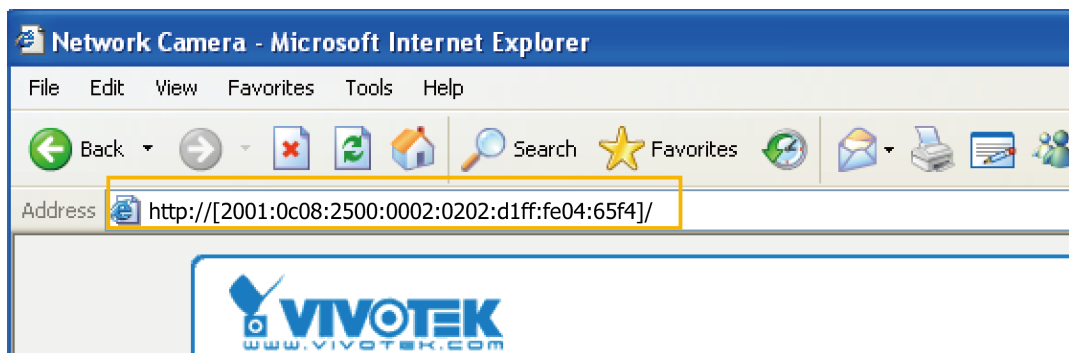 Network Camera - Microsoft Internet Explorer
File Edit View Favorites Tools Help
Back Search Favorites
Address http://[2001:0c08:2500:0002:0202:d1ff:fe04:65f4]/
VIVOTEK
www.vivotek.com